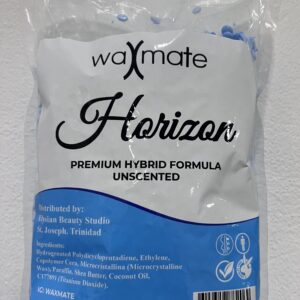 waxmate
Horizon
PREMIUM HYBRID FORMULA
UNSCENTED
Distributed by:
Elysian Beauty Studio
St. Joseph, Trinidad
Ingredients:
Hydrogenated Polydicyclopentadiene, Ethylene,
Copolymer Cera, Microcristallina (Microcrystalline
Wax), Paraffin, Shea Butter, Coconut Oil,
C177891 (Titanium Dioxide).
IG: WAXMATE